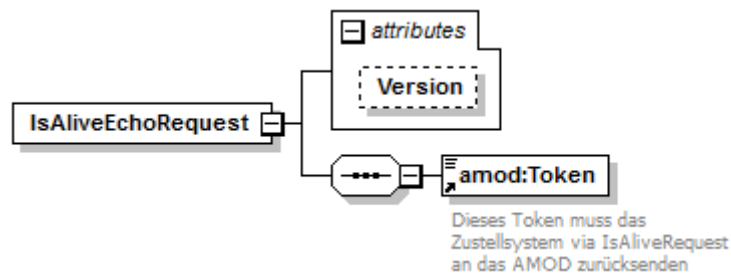 attributes
Version
IsAliveEchoRequest
amod:Token
Dieses Token muss das
Zustellsystem via IsAliveRequest
an das AMOD zurücksenden